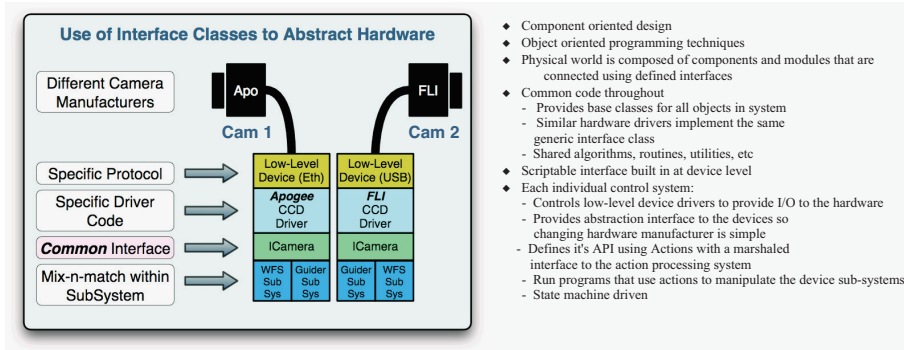 Use of Interface Classes to Abstract Hardware
Different Camera
Manufacturers
Apo
FLI
Cam 1
Cam 2
Specific Protocol
Low-Level
Device (Eth)
Low-Level
Device (USB)
Specific Driver
Code
Apogee
CCD
Driver
FLI
CCD
Driver
Common Interface
ICamera
ICamera
Mix-n-match within
SubSystem
WFS
Sub
Sys
Guider
Sub
Sys
Guider
Sub
Sys
WFS
Sub
Sys
◆ Component oriented design
◆ Object oriented programming techniques
◆ Physical world is composed of components and modules that are
connected using defined interfaces
◆ Common code throughout
- Provides base classes for all objects in system
- Similar hardware drivers implement the same
generic interface class
- Shared algorithms, routines, utilities, etc
◆ Scriptable interface built in at device level
◆ Each individual control system:
- Controls low-level device drivers to provide I/O to the hardware
- Provides abstraction interface to the devices so
changing hardware manufacturer is simple
- Defines it's API using Actions with a marshaled
interface to the action processing system
- Run programs that use actions to manipulate the device sub-systems
- State machine driven